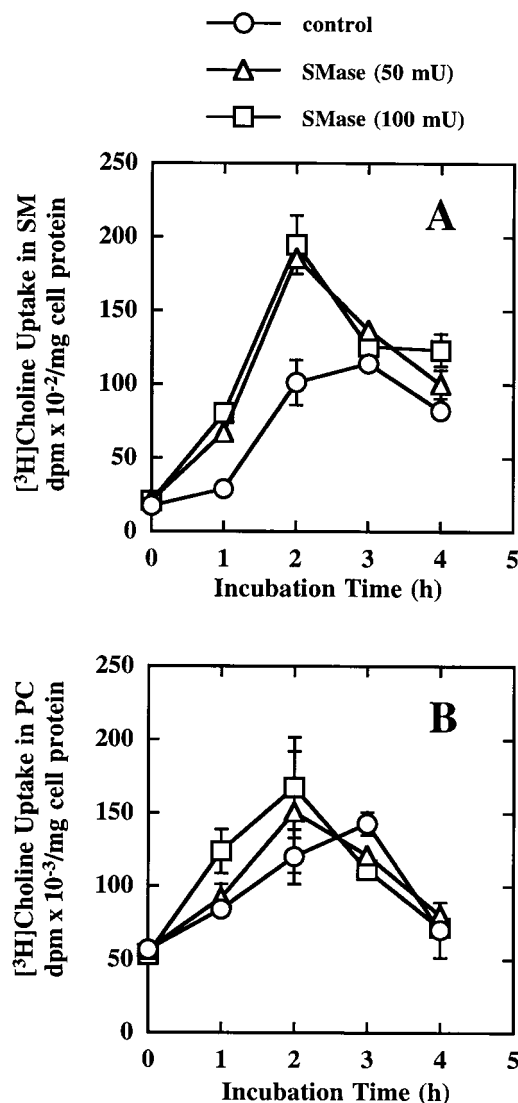 control
SMase (50 mU)
SMase (100 mU)
A
[³H]Choline Uptake in SM
dpm x 10⁻²/mg cell protein
250
200
150
100
50
0
0 1 2 3 4 5
Incubation Time (h)
B
[³H]Choline Uptake in PC
dpm x 10⁻³/mg cell protein
250
200
150
100
50
0
0 1 2 3 4 5
Incubation Time (h)